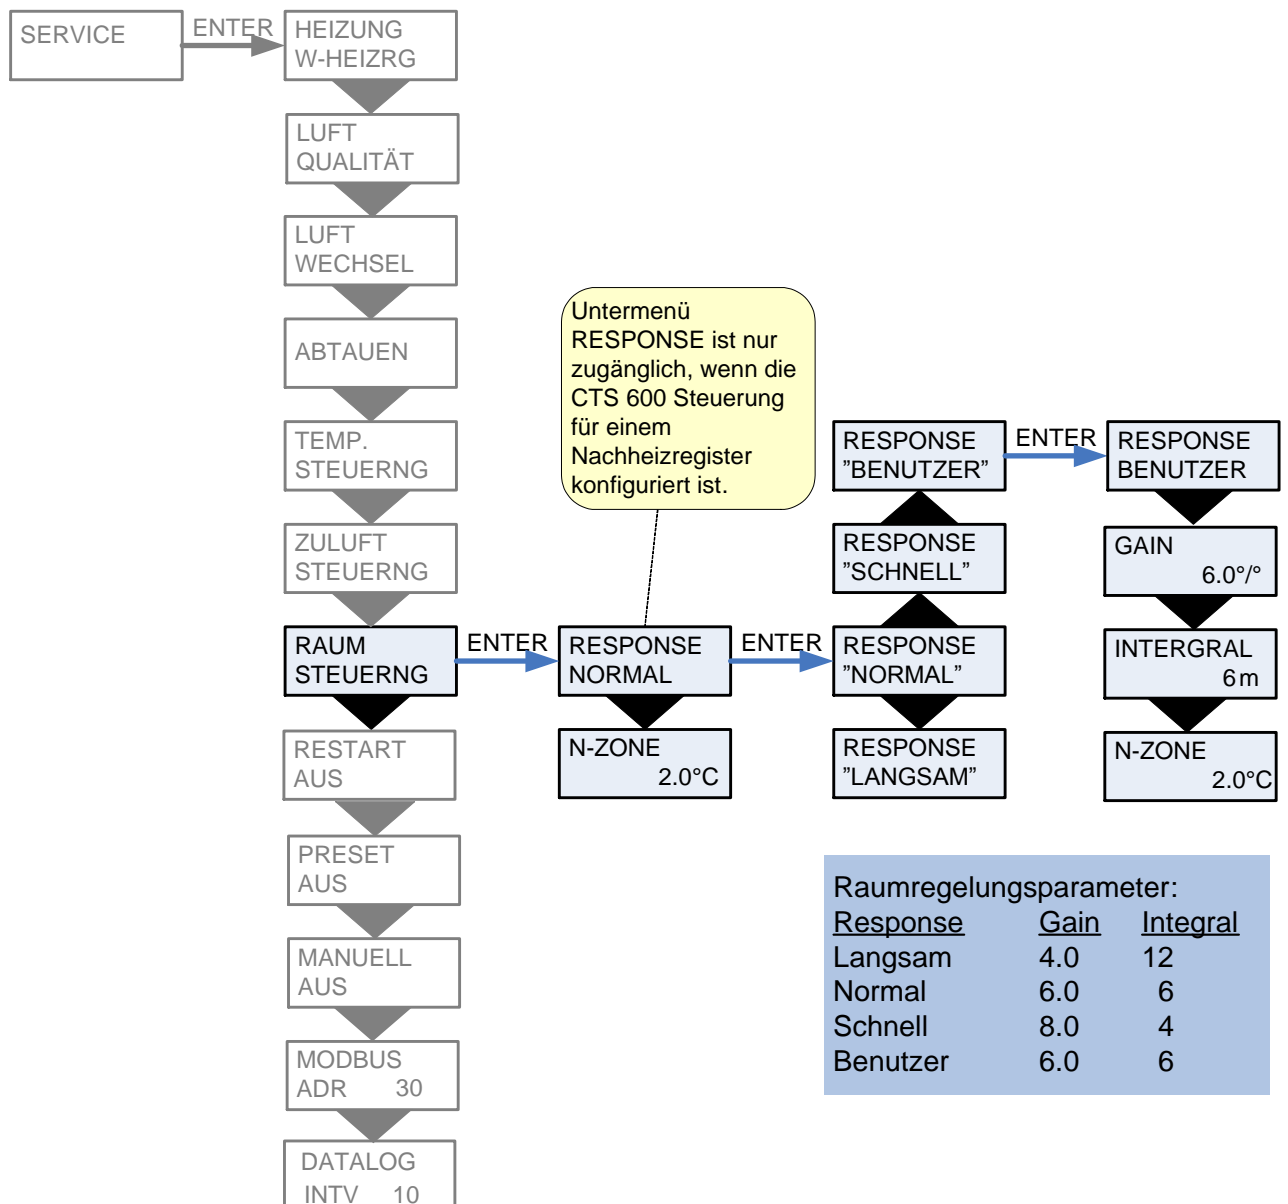 SERVICE
ENTER
HEIZUNG
W-HEIZRG
LUFT
QUALITÄT
LUFT
WECHSEL
ABTAUEN
TEMP.
STEUERNG
ZULUFT
STEUERNG
RAUM
STEUERNG
RESTART
AUS
PRESET
AUS
MANUELL
AUS
MODBUS
ADR 30
DATALOG
INTV 10
Untermenü
RESPONSE ist nur
zugänglich, wenn die
CTS 600 Steuerung
für einem
Nachheizregister
konfiguriert ist.
ENTER
RESPONSE
NORMAL
N-ZONE
2.0°C
ENTER
RESPONSE
”BENUTZER”
RESPONSE
”SCHNELL”
RESPONSE
”NORMAL”
RESPONSE
”LANGSAM”
ENTER
RESPONSE
BENUTZER
GAIN
6.0°/°
INTERGRAL
6m
N-ZONE
2.0°C
Raumregelungsparameter:
Response Gain Integral
Langsam 4.0 12
Normal 6.0 6
Schnell 8.0 4
Benutzer 6.0 6